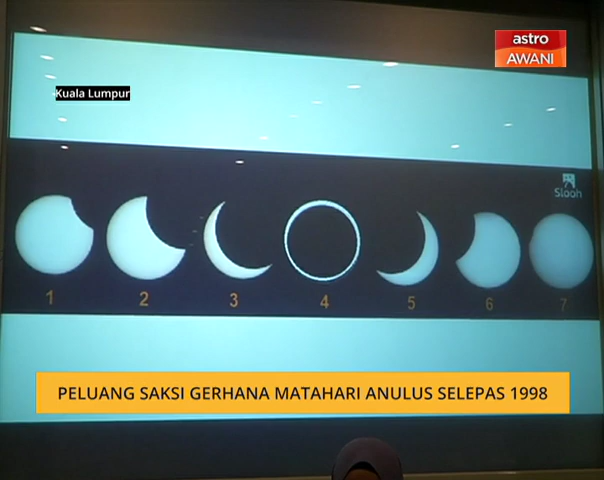 astro
AWANI
Kuala Lumpur
Slooh
1 2 3 4 5 6 7
PELUANG SAKSI GERHANA MATAHARI ANULUS SELEPAS 1998